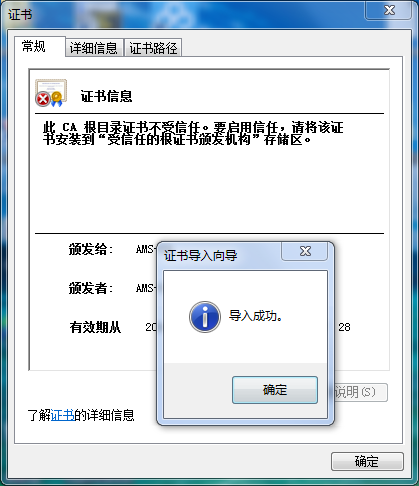 证书
常规 详细信息 证书路径
证书信息
此 CA 根目录证书不受信任。要启用信任，请将该证
书安装到“受信任的根证书颁发机构”存储区。
颁发给: AMS-
证书导入向导
颁发者: AMS-
导入成功。
有效期从 20 28
确定
说明(S)
了解证书的详细信息
确定